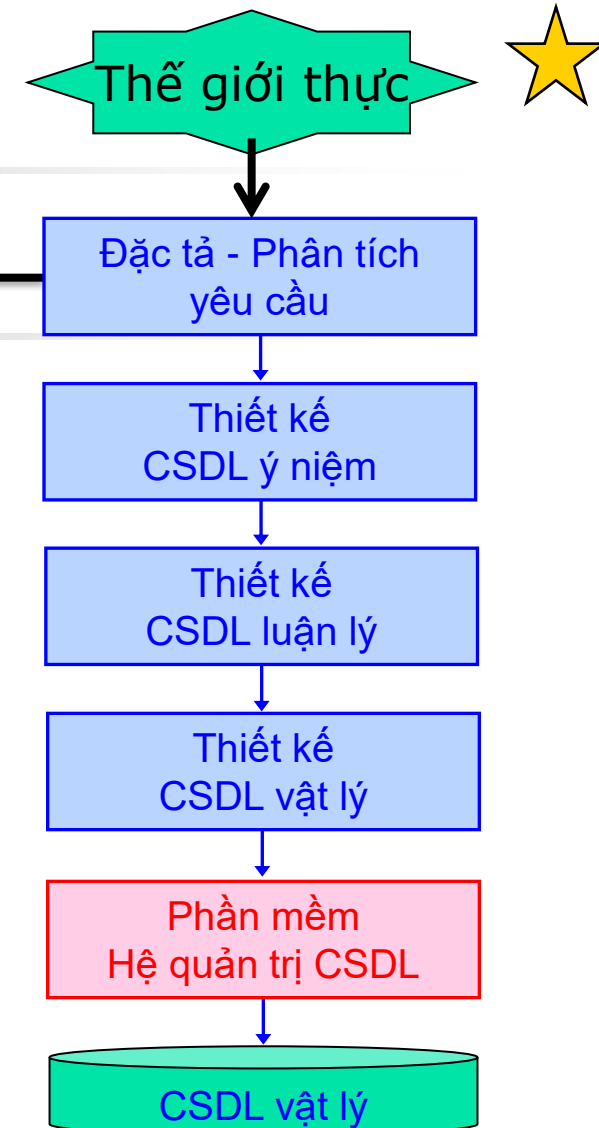 Thế giới thực
Đặc tả - Phân tích
yêu cầu
Thiết kế
CSDL ý niệm
Thiết kế
CSDL luận lý
Thiết kế
CSDL vật lý
Phần mềm
Hệ quản trị CSDL
CSDL vật lý